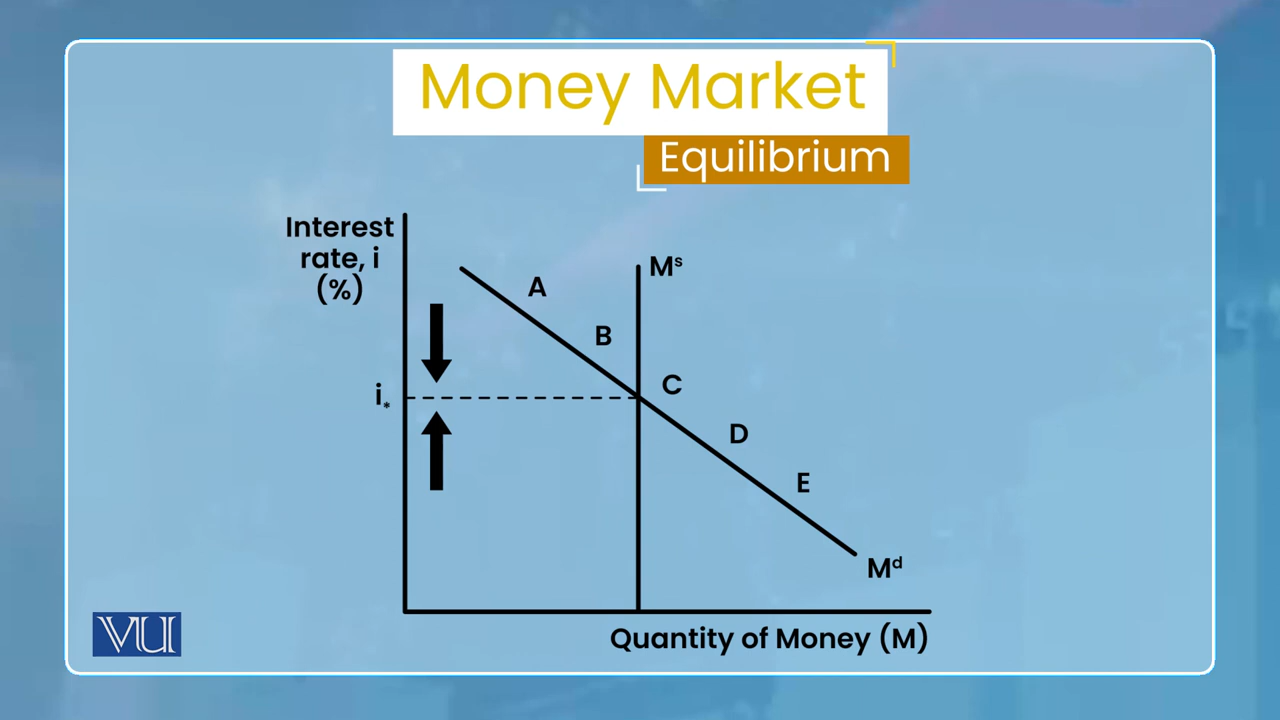 Money Market
Equilibrium
Interest
rate, i
(%)
Mˢ
A
B
C
i*
D
E
Mᵈ
Quantity of Money (M)
VU